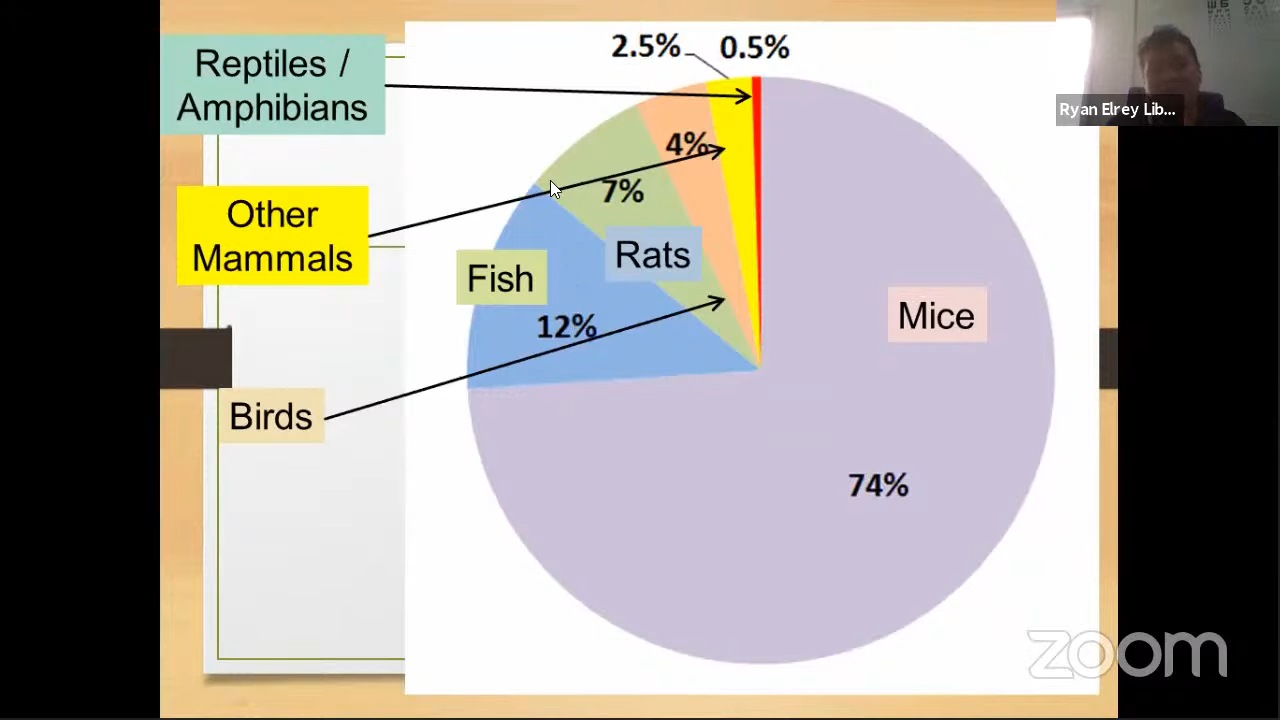 Reptiles /
Amphibians
2.5%
0.5%
Ryan Elrey Lib...
4%
7%
Other
Mammals
Rats
Fish
Mice
12%
Birds
74%
zoom